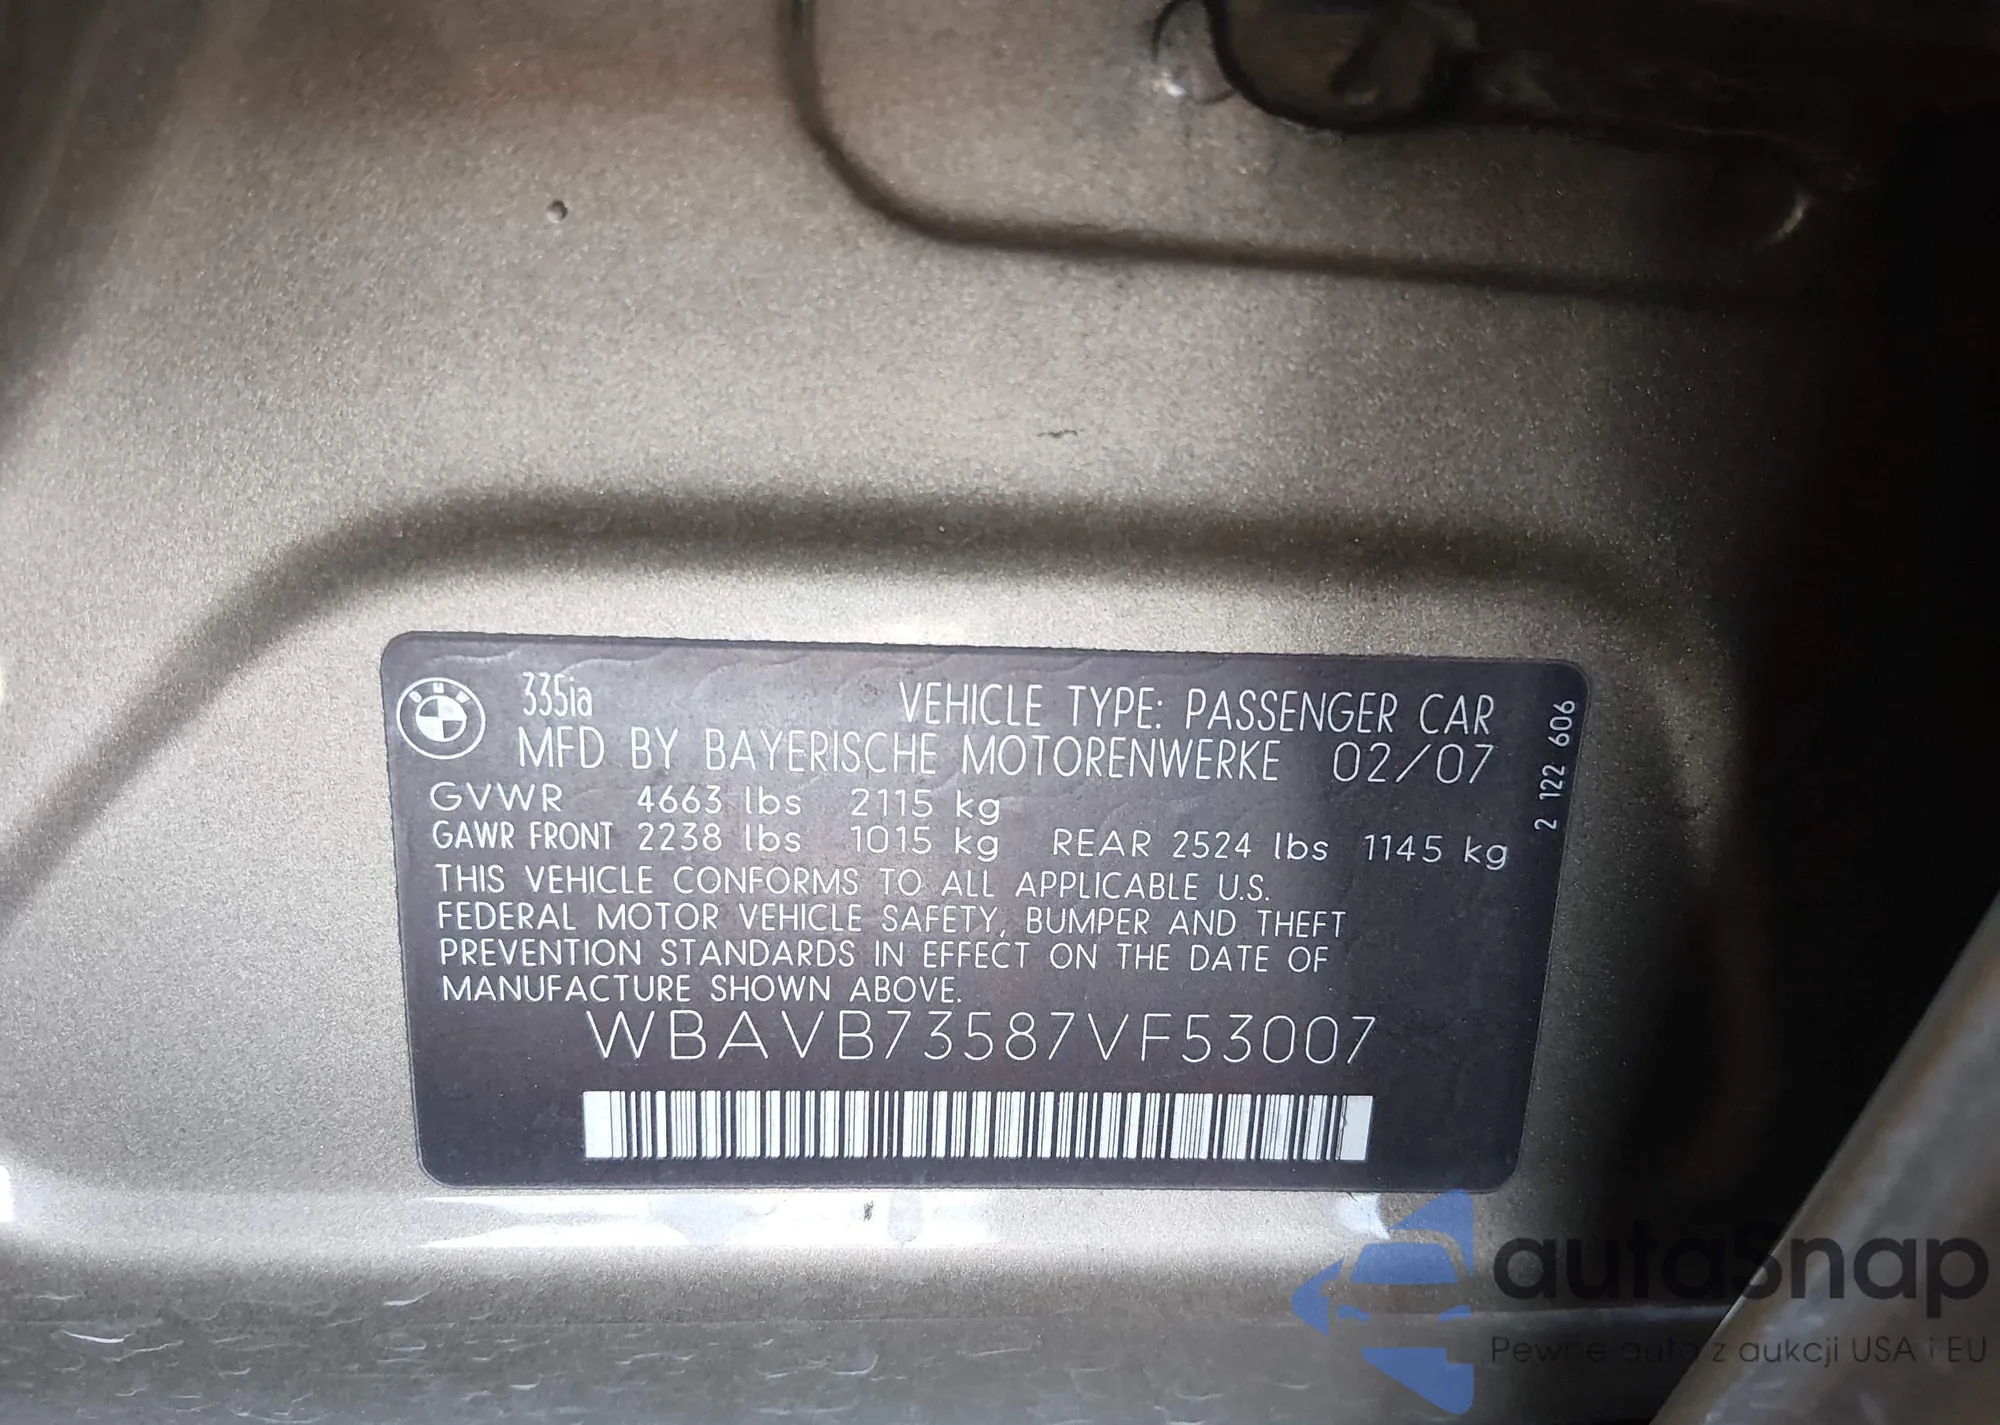 BMW
335ia
VEHICLE TYPE: PASSENGER CAR
MFD BY BAYERISCHE MOTORENWERKE 02/07
GVWR 4663 lbs 2115 kg
GAWR FRONT 2238 lbs 1015 kg REAR 2524 lbs 1145 kg
THIS VEHICLE CONFORMS TO ALL APPLICABLE U.S.
FEDERAL MOTOR VEHICLE SAFETY, BUMPER AND THEFT
PREVENTION STANDARDS IN EFFECT ON THE DATE OF
MANUFACTURE SHOWN ABOVE.
WBAVB73587VF53007
2 122 606
autaSnap
Pewne auta z aukcji USA i EU